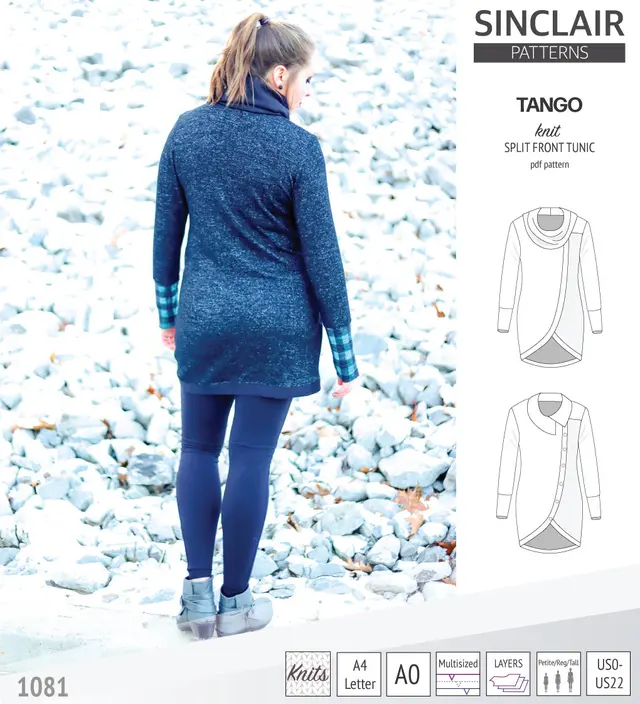 SINCLAIR
PATTERNS
TANGO
knit
SPLIT FRONT TUNIC
pdf pattern
1081
Knits
A4
Letter
A0
Multisized
LAYERS
Petite/Reg/Tall
US0-
US22